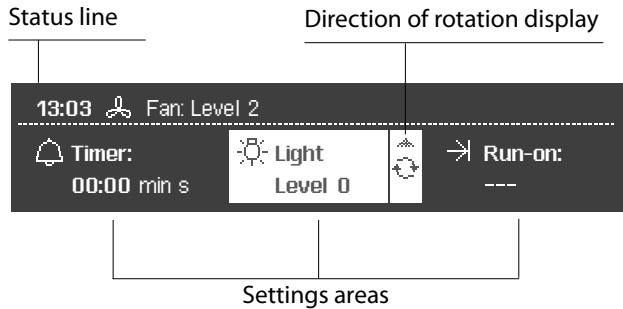 Status line
Direction of rotation display
13:03 Fan: Level 2
Timer:
00:00 min s
Light
Level 0
Run-on:
---
Settings areas